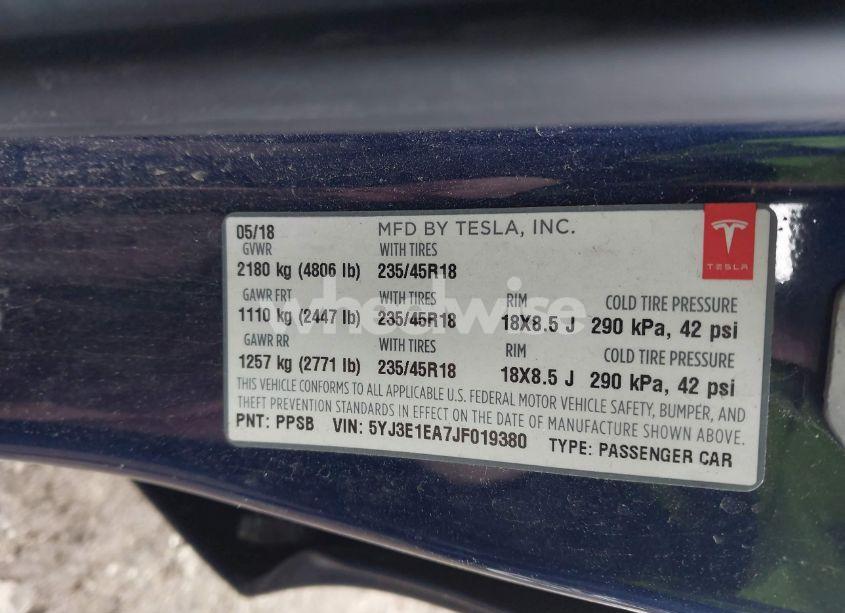 05/18 MFD BY TESLA, INC.
GVWR WITH TIRES
2180 kg (4806 lb) 235/45R18
GAWR FRT WITH TIRES RIM COLD TIRE PRESSURE
1110 kg (2447 lb) 235/45R18 18X8.5 J 290 kPa, 42 psi
GAWR RR WITH TIRES RIM COLD TIRE PRESSURE
1257 kg (2771 lb) 235/45R18 18X8.5 J 290 kPa, 42 psi
THIS VEHICLE CONFORMS TO ALL APPLICABLE U.S. FEDERAL MOTOR VEHICLE SAFETY, BUMPER, AND
THEFT PREVENTION STANDARDS IN EFFECT ON THE DATE OF MANUFACTURE SHOWN ABOVE.
PNT: PPSB VIN: 5YJ3E1EA7JF019380 TYPE: PASSENGER CAR
TESLA
wheelwise